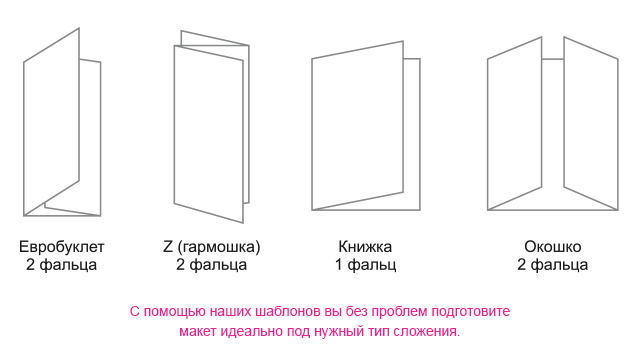 Евробуклет
2 фальца
Z (гармошка)
2 фальца
Книжка
1 фальц
Окошко
2 фальца
С помощью наших шаблонов вы без проблем подготовите
макет идеально под нужный тип сложения.